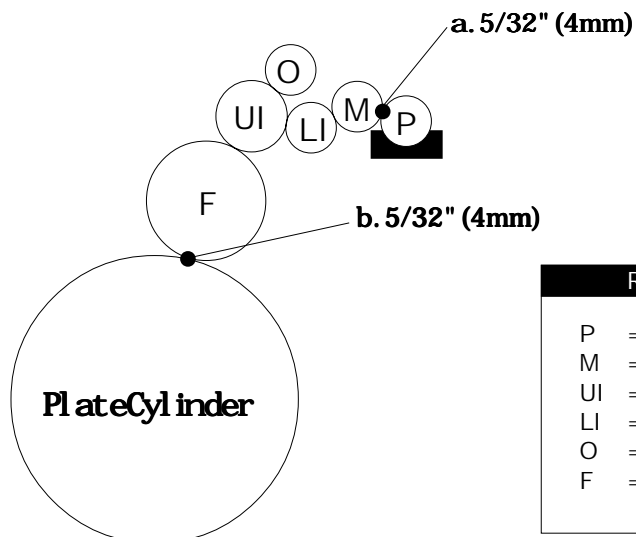 a. 5/32" (4mm)
O
UI
LI
M
P
F
b. 5/32" (4mm)
PlateCylinder
P =
M =
UI =
LI =
O =
F =